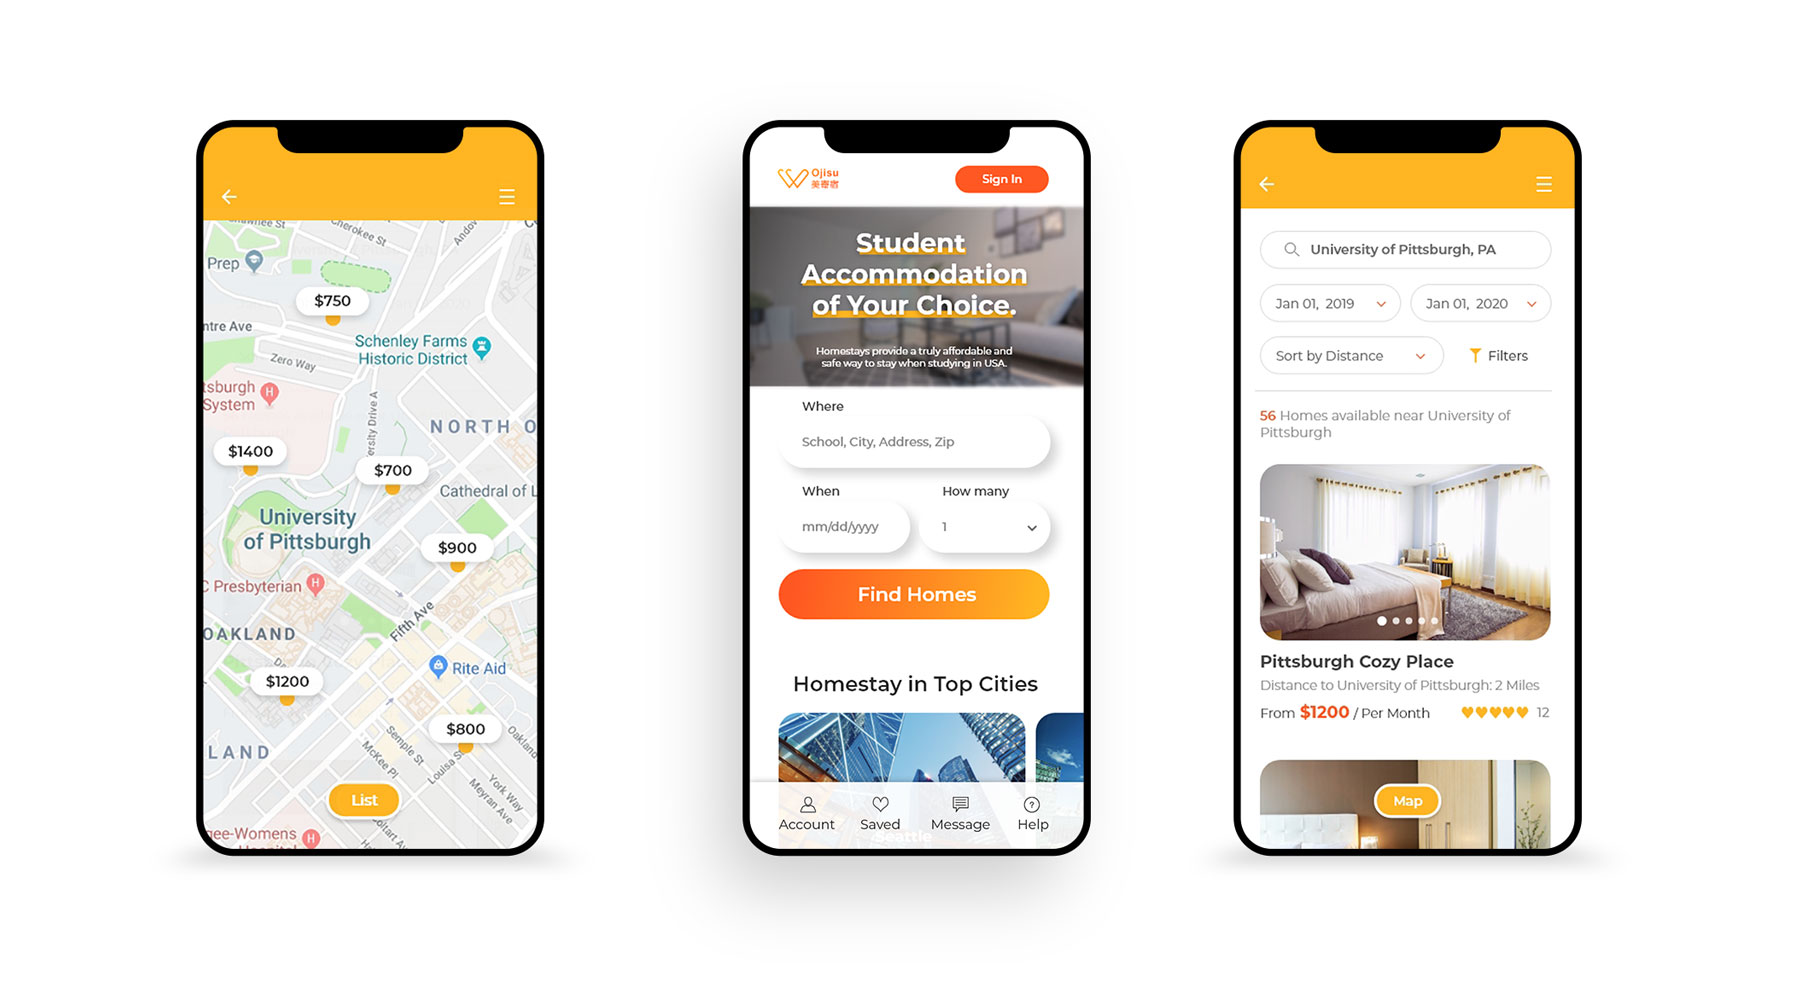 Cherokee St
Prep
$750
ntre Ave
Schenley Farms
Historic District
Zero Way
tsburgh
System
H
ersity Drive A
NORTH O
$1400
$700
Cathedral of L
University
of Pittsburgh
$900
C Presbyterian
H
Fifth Ave
OAKLAND
Rite Aid
$1200
$800
LAND
Semple St
McKee Pl
Louisa S
Oakland
York Way
Meyran Ave
List
gee-Womens
H
Ojisu
美寄宿
Sign In
Student
Accommodation
of Your Choice.
Homestays provide a truly affordable and
safe way to stay when studying in USA.
Where
School, City, Address, Zip
When
How many
mm/dd/yyyy
1
Find Homes
Homestay in Top Cities
Account
Saved
Message
Help
Seattle
University of Pittsburgh, PA
Jan 01, 2019
Jan 01, 2020
Sort by Distance
Filters
56 Homes available near University of
Pittsburgh
Pittsburgh Cozy Place
Distance to University of Pittsburgh: 2 Miles
From $1200 / Per Month
12
Map